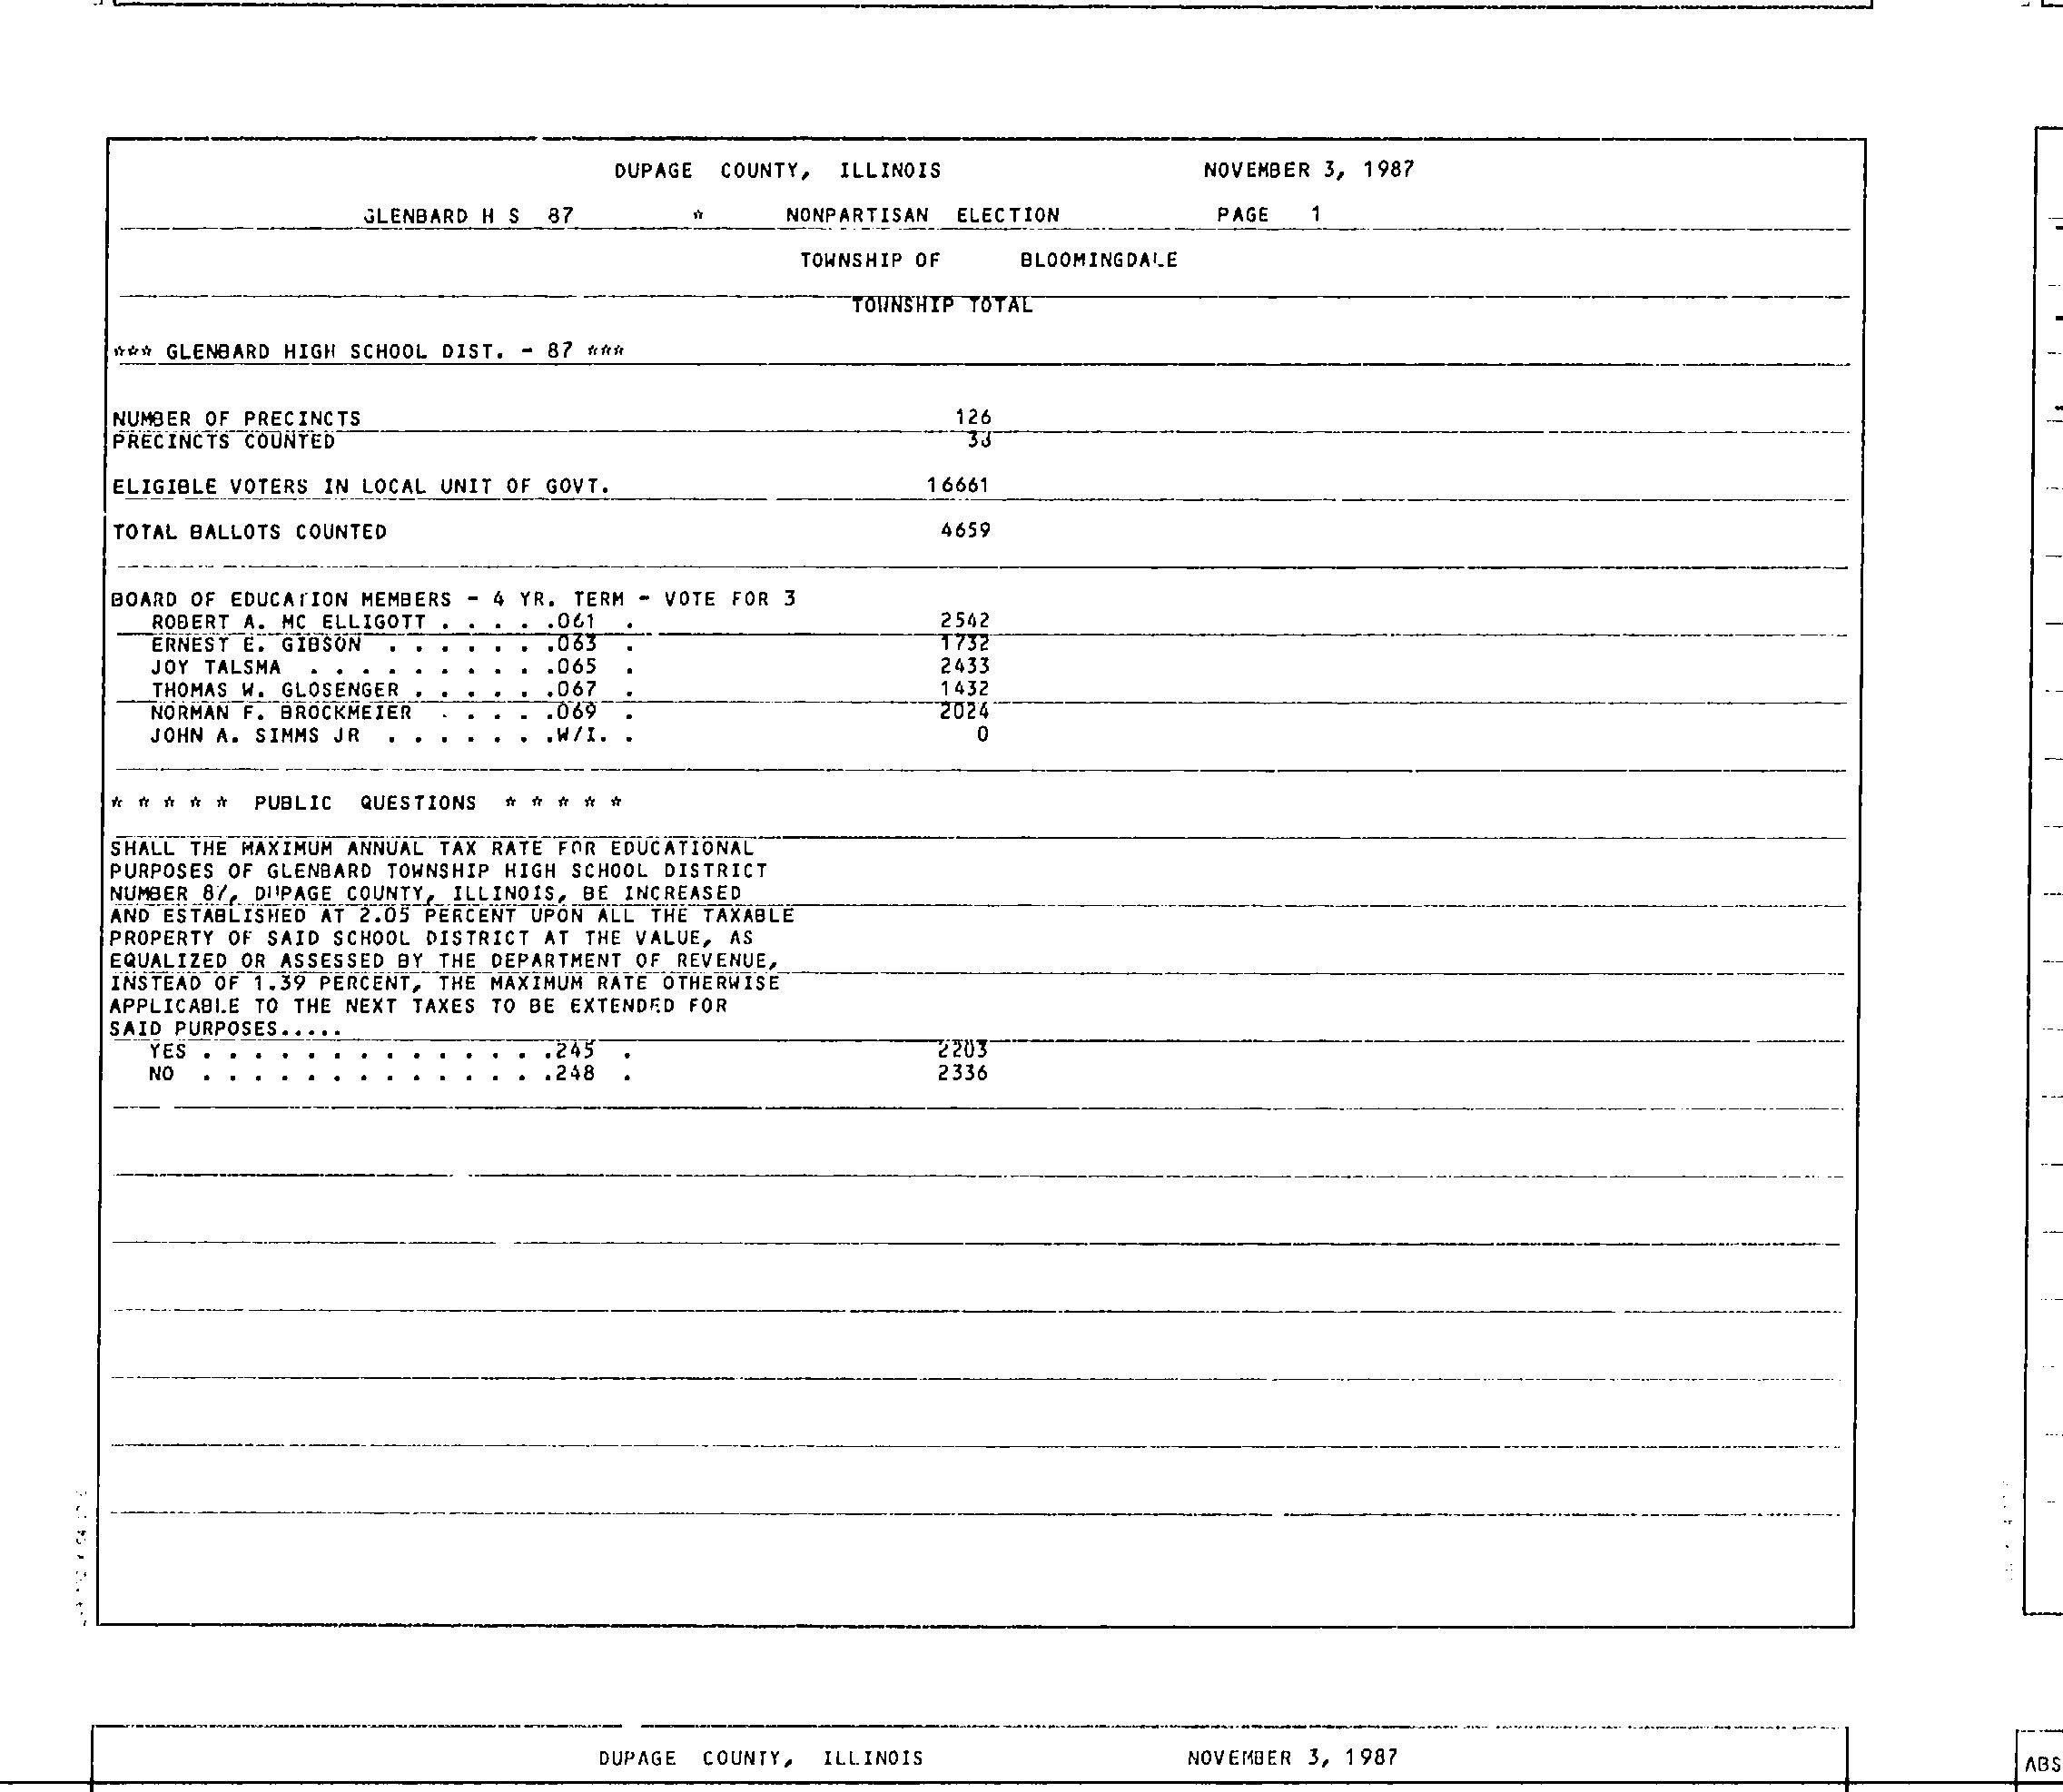 DUPAGE COUNTY, ILLINOIS NOVEMBER 3, 1987
GLENBARD H S 87 * NONPARTISAN ELECTION PAGE 1
TOWNSHIP OF BLOOMINGDALE
TOWNSHIP TOTAL
*** GLENBARD HIGH SCHOOL DIST. - 87 ***
NUMBER OF PRECINCTS 126
PRECINCTS COUNTED
ELIGIBLE VOTERS IN LOCAL UNIT OF GOVT. 16661
TOTAL BALLOTS COUNTED 4659
BOARD OF EDUCATION MEMBERS - 4 YR. TERM - VOTE FOR 3
ROBERT A. MC ELLIGOTT . . . . .061 . 2542
ERNEST E. GIBSON . . . . . . .063 . 1732
JOY TALSMA . . . . . . . . . .065 . 2433
THOMAS W. GLOSENGER . . . . . .067 . 1432
NORMAN F. BROCKMEIER . . . . .069 . 2024
JOHN A. SIMMS JR . . . . . . .W/I. . 0
* * * * * PUBLIC QUESTIONS * * * * *
SHALL THE MAXIMUM ANNUAL TAX RATE FOR EDUCATIONAL
PURPOSES OF GLENBARD TOWNSHIP HIGH SCHOOL DISTRICT
NUMBER 87, DUPAGE COUNTY, ILLINOIS, BE INCREASED
AND ESTABLISHED AT 2.05 PERCENT UPON ALL THE TAXABLE
PROPERTY OF SAID SCHOOL DISTRICT AT THE VALUE, AS
EQUALIZED OR ASSESSED BY THE DEPARTMENT OF REVENUE,
INSTEAD OF 1.39 PERCENT, THE MAXIMUM RATE OTHERWISE
APPLICABLE TO THE NEXT TAXES TO BE EXTENDED FOR
SAID PURPOSES.....
YES . . . . . . . . . . . . . .245 . 2203
NO . . . . . . . . . . . . . .248 . 2336
DUPAGE COUNTY, ILLINOIS NOVEMBER 3, 1987
ABS